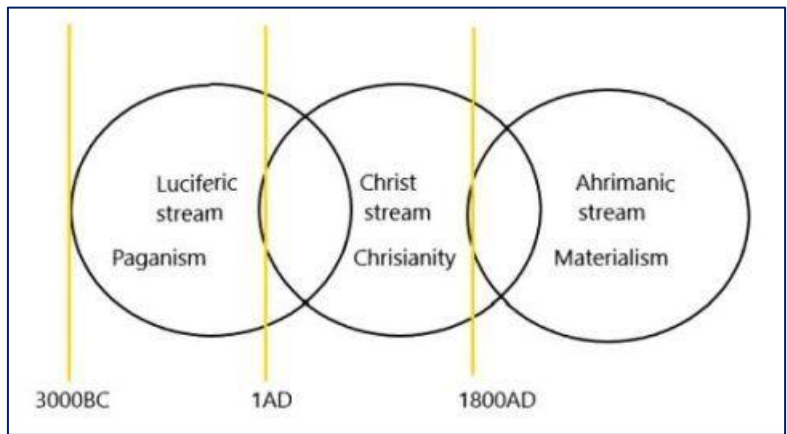 Luciferic
stream
Paganism
Christ
stream
Chrisianity
Ahrimanic
stream
Materialism
3000BC
1AD
1800AD